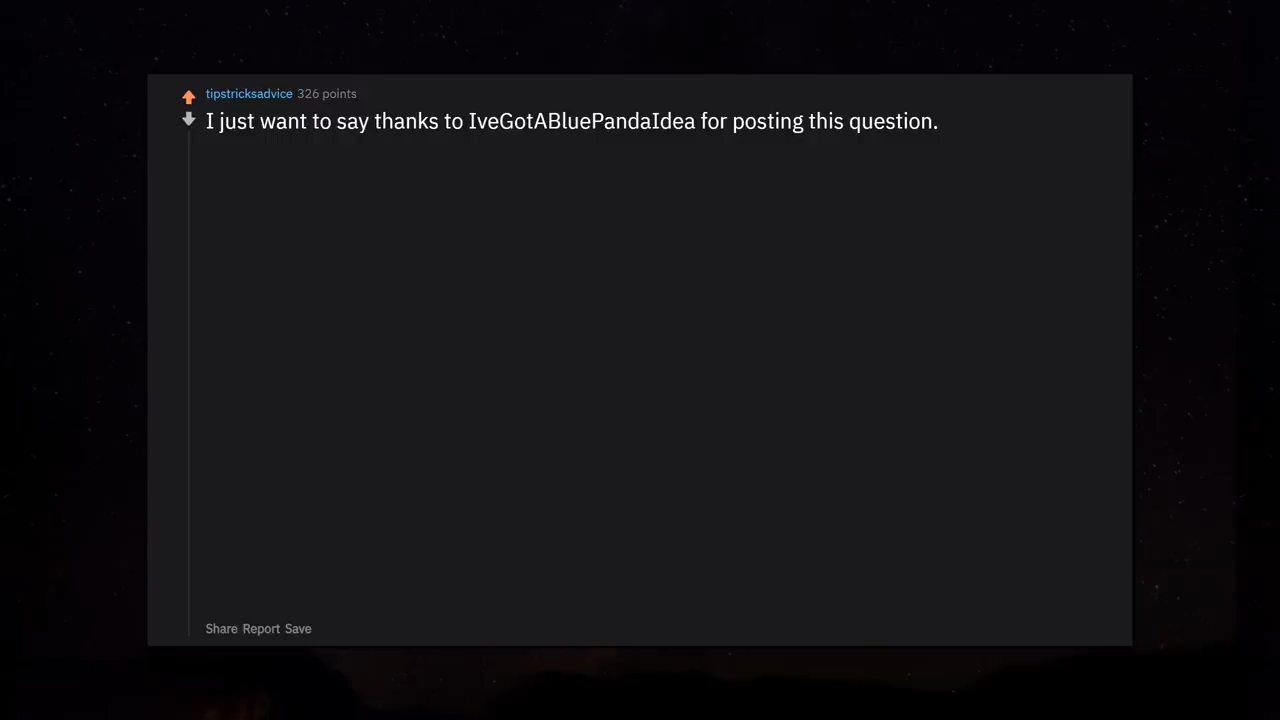 tipstricksadvice 326 points
I just want to say thanks to IveGotABluePandaIdea for posting this question.
Share Report Save